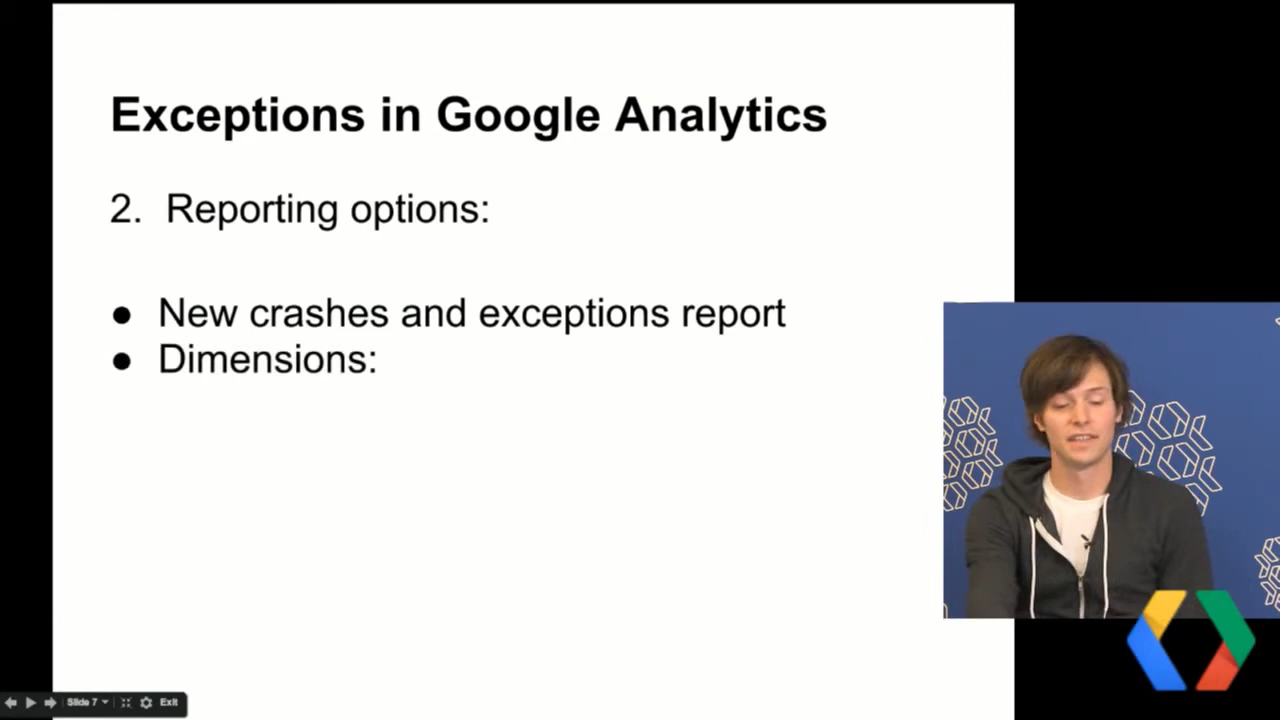 Exceptions in Google Analytics
2. Reporting options:
● New crashes and exceptions report
● Dimensions:
Slide 7
Exit